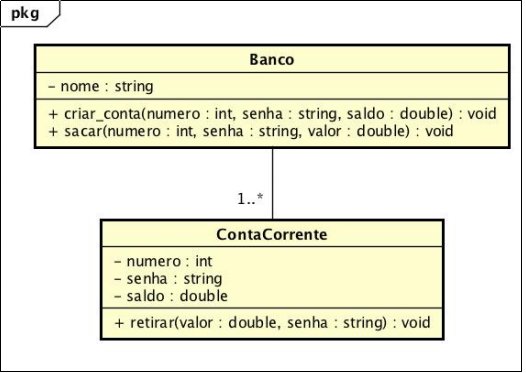 pkg
Banco
- nome : string
+ criar_conta(numero : int, senha : string, saldo : double) : void
+ sacar(numero : int, senha : string, valor : double) : void
1..*
ContaCorrente
- numero : int
- senha : string
- saldo : double
+ retirar(valor : double, senha : string) : void